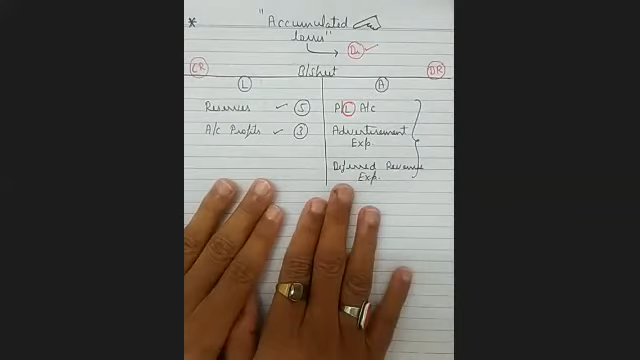 * "Accumulated
losses"
Dr ✓
B/Sheet
CR
DR
L
A
Reserves ✓ 5
P/L A/c
A/c Profits ✓ 3
Advertisement
Exp.
Deferred Revenue
Exp.